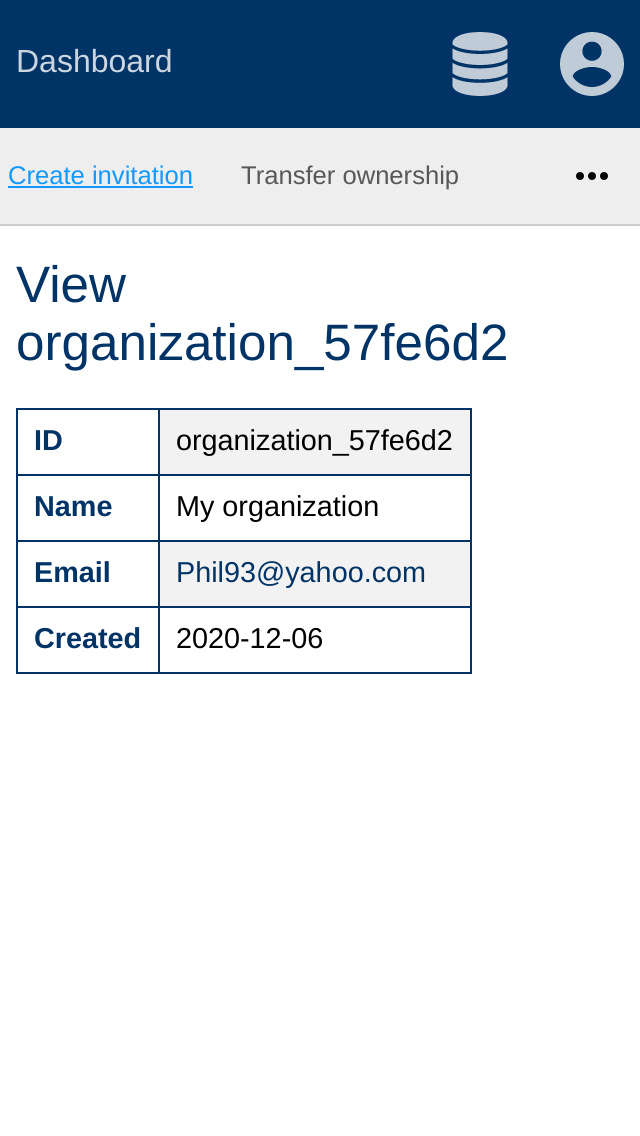 Dashboard
Create invitation Transfer ownership
View
organization_57fe6d2
ID organization_57fe6d2
Name My organization
Email Phil93@yahoo.com
Created 2020-12-06